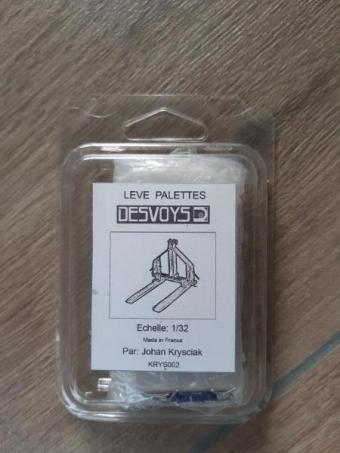 LEVE PALETTES
DESVOYS
Echelle: 1/32
Made in France
Par: Johan Krysciak
KRYS002